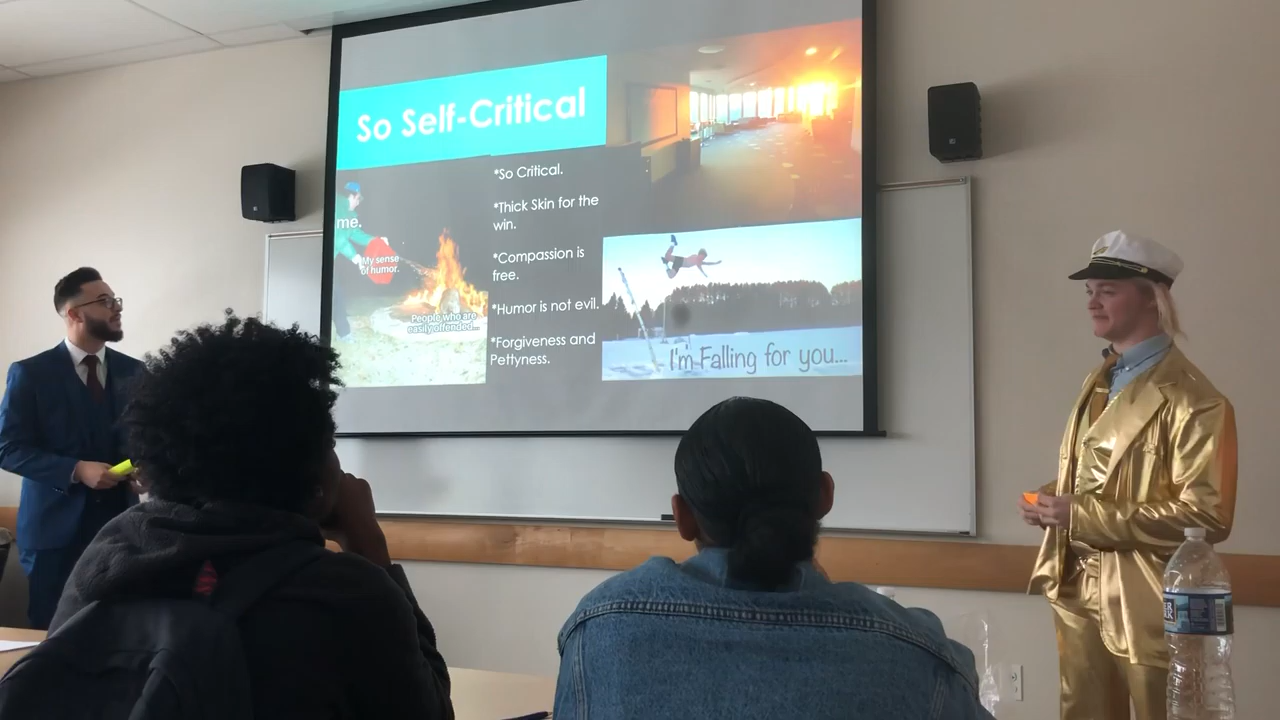 So Self-Critical
*So Critical.
*Thick Skin for the
win.
*Compassion is
free.
*Humor is not evil.
*Forgiveness and
Pettyness.
me.
My sense
of humor.
People who are
easily offended...
I'm Falling for you...